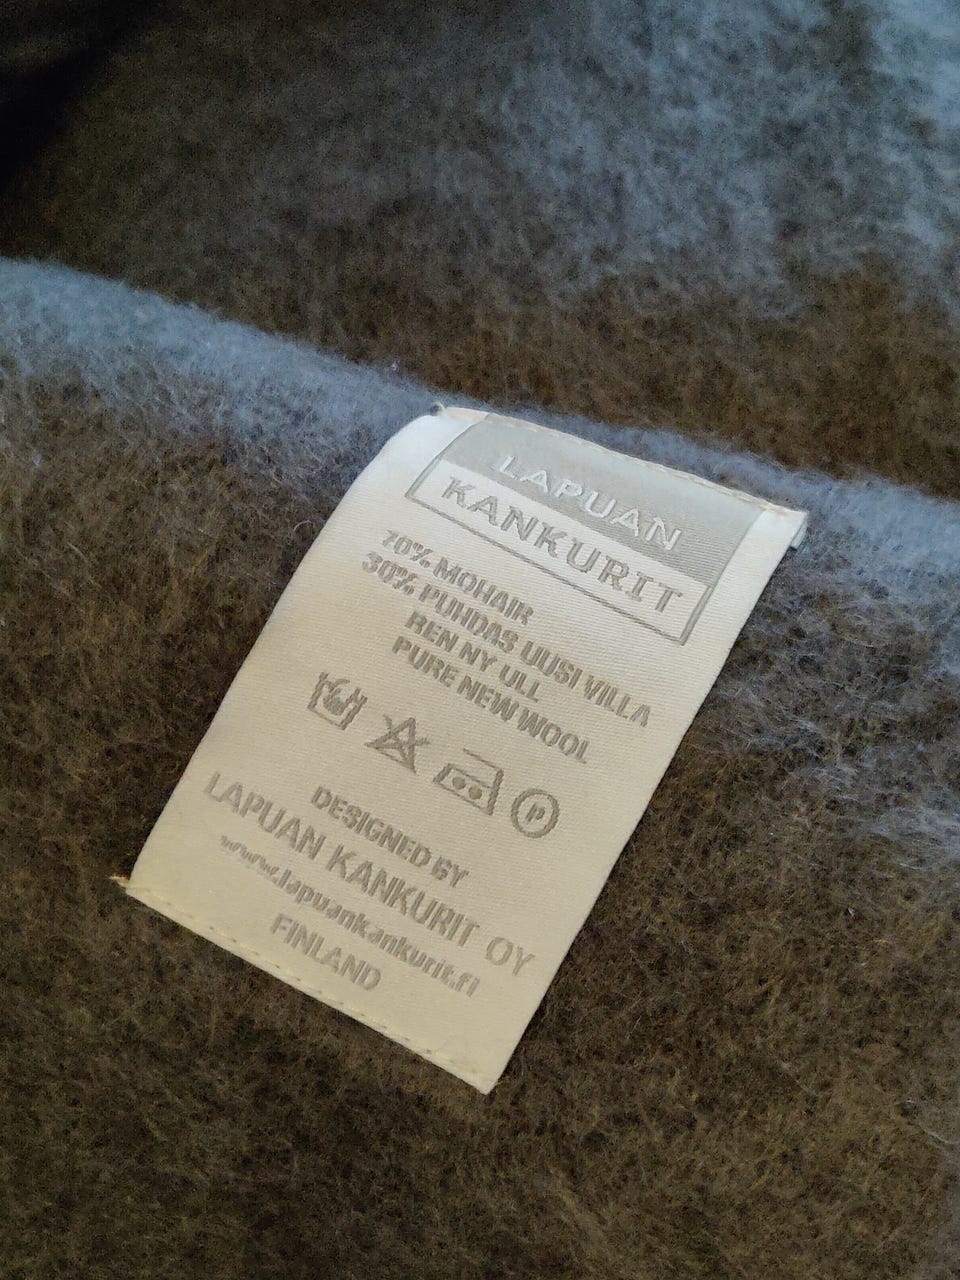 LAPUAN
KANKURIT
70% MOHAIR
30% PUHDAS UUSI VILLA
REN NY ULL
PURE NEW WOOL
P
DESIGNED BY
LAPUAN KANKURIT OY
www.lapuankankurit.fi
FINLAND